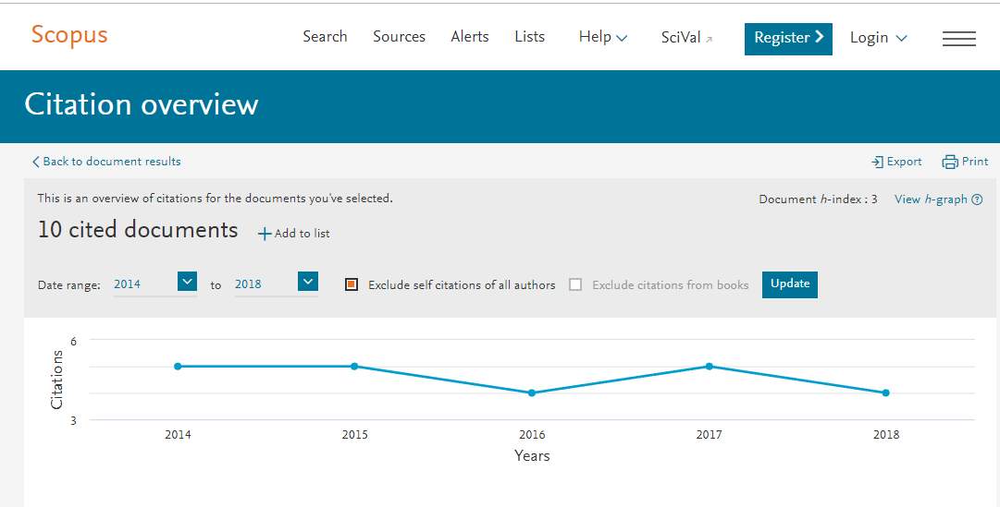 Scopus Search Sources Alerts Lists Help SciVal Register Login
Citation overview
Back to document results Export Print
This is an overview of citations for the documents you've selected. Document h-index : 3 View h-graph
10 cited documents Add to list
Date range: 2014 to 2018 Exclude self citations of all authors Exclude citations from books Update
6
Citations
3
2014 2015 2016 2017 2018
Years